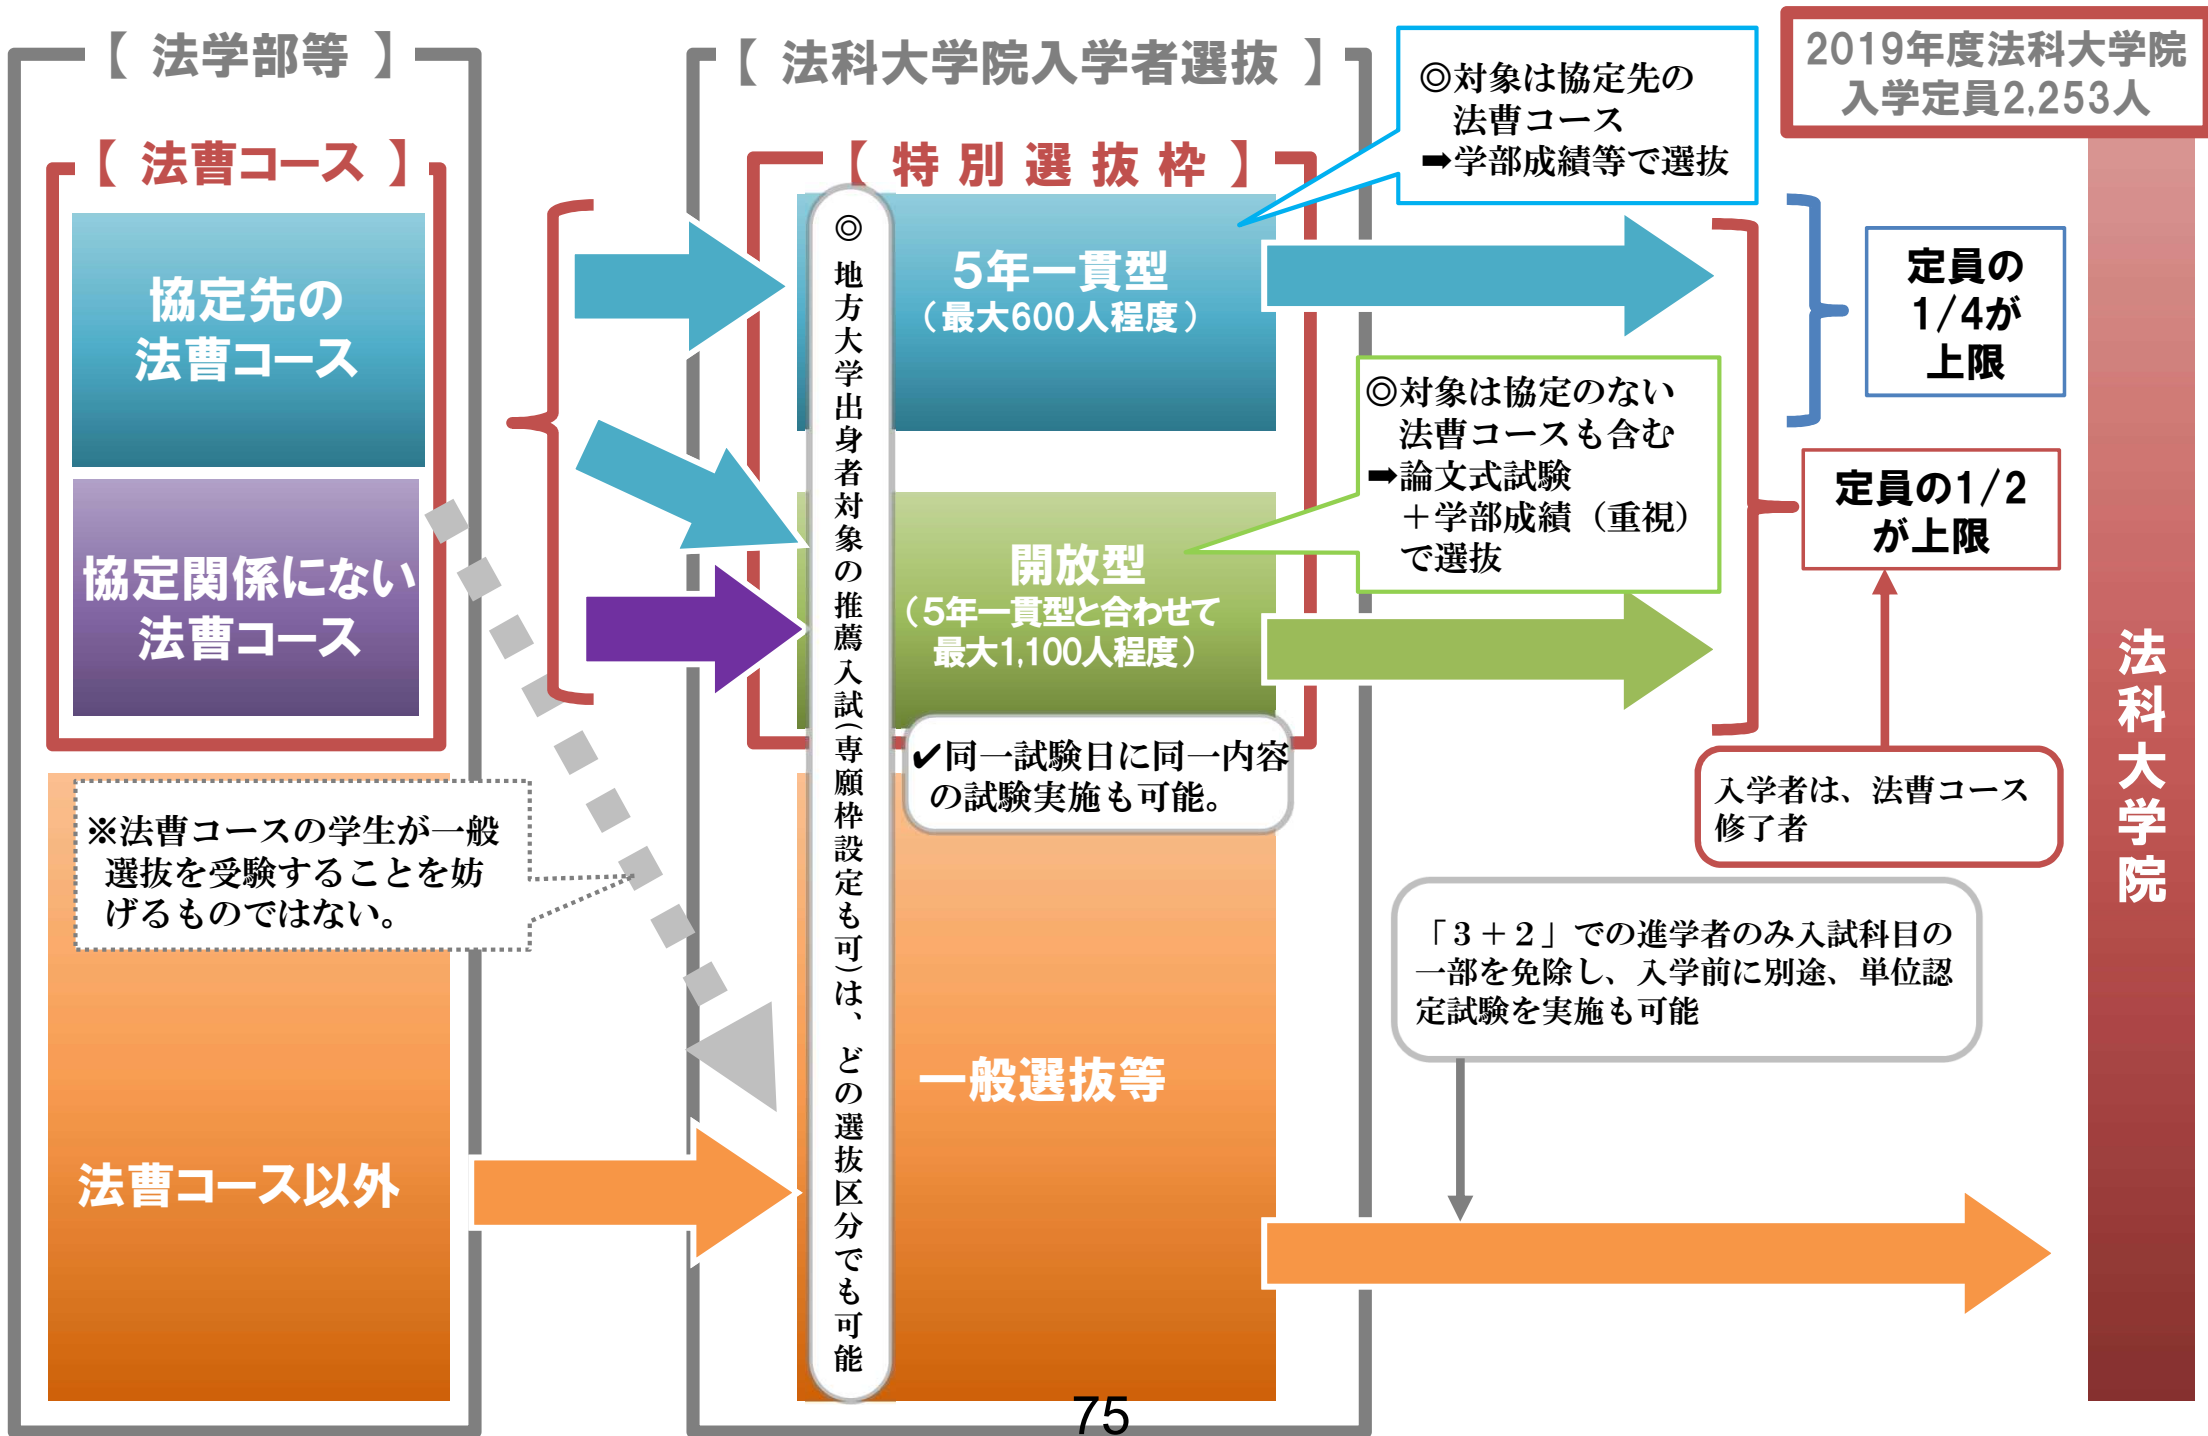 【 法学部等 】
【 法曹コース 】
協定先の
法曹コース
協定関係にない
法曹コース
※法曹コースの学生が一般
選抜を受験することを妨
げるものではない。
法曹コース以外
【 法科大学院入学者選抜 】
【 特 別 選 抜 枠 】
◎地方大学出身者対象の推薦入試(専願枠設定も可)は、どの選抜区分でも可能
5年一貫型
（最大600人程度）
開放型
（5年一貫型と合わせて
最大1,100人程度）
✔同一試験日に同一内容
の試験実施も可能。
一般選抜等
◎対象は協定先の
法曹コース
➡学部成績等で選抜
◎対象は協定のない
法曹コースも含む
➡論文式試験
＋学部成績（重視）
で選抜
2019年度法科大学院
入学定員2,253人
定員の
1/4が
上限
定員の1/2
が上限
入学者は、法曹コース
修了者
「３＋２」での進学者のみ入試科目の
一部を免除し、入学前に別途、単位認
定試験を実施も可能
法科大学院
75